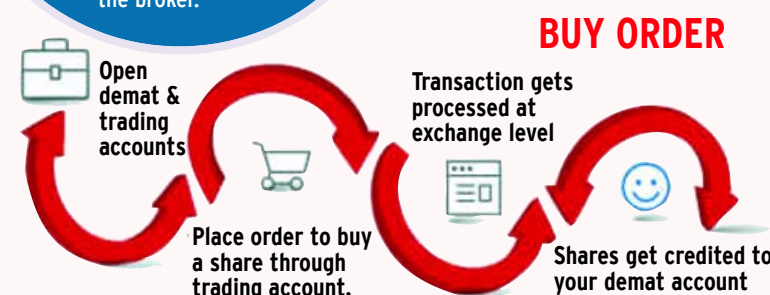 the broker.
BUY ORDER
Open
demat &
trading
accounts
Place order to buy
a share through
trading account.
Transaction gets
processed at
exchange level
Shares get credited to
your demat account